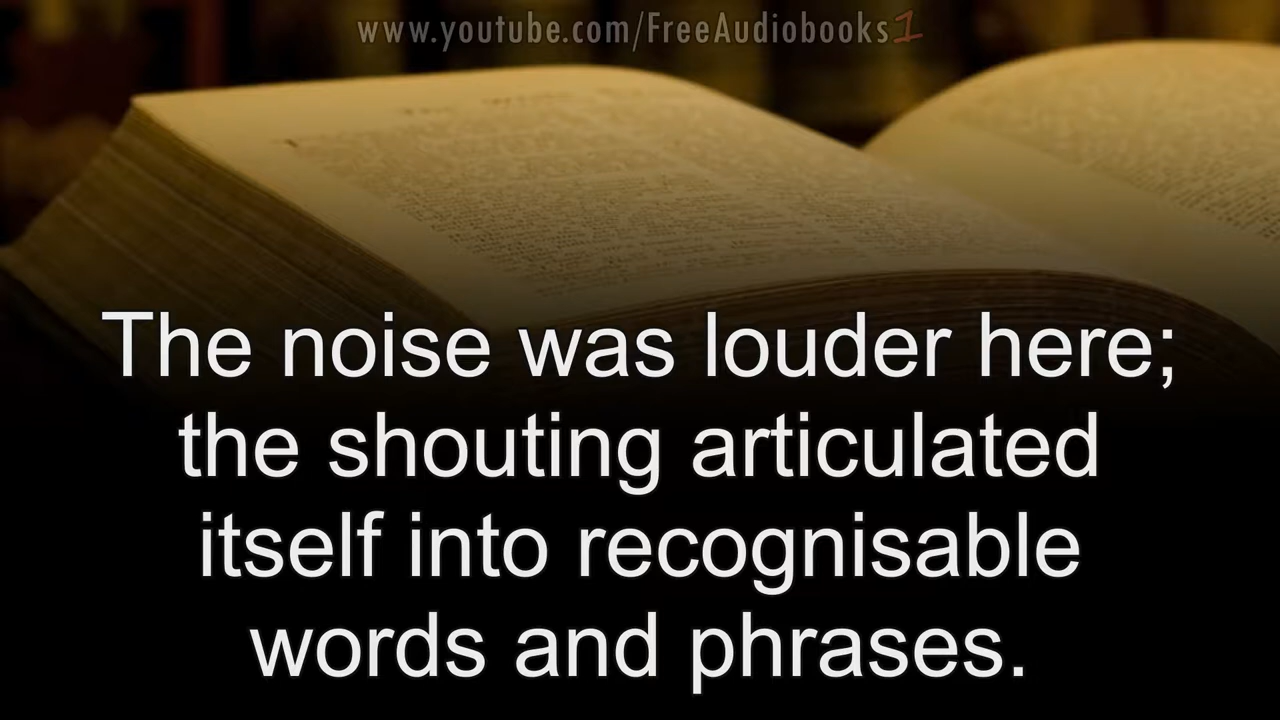 www.youtube.com/FreeAudiobooks1
The noise was louder here;
the shouting articulated
itself into recognisable
words and phrases.